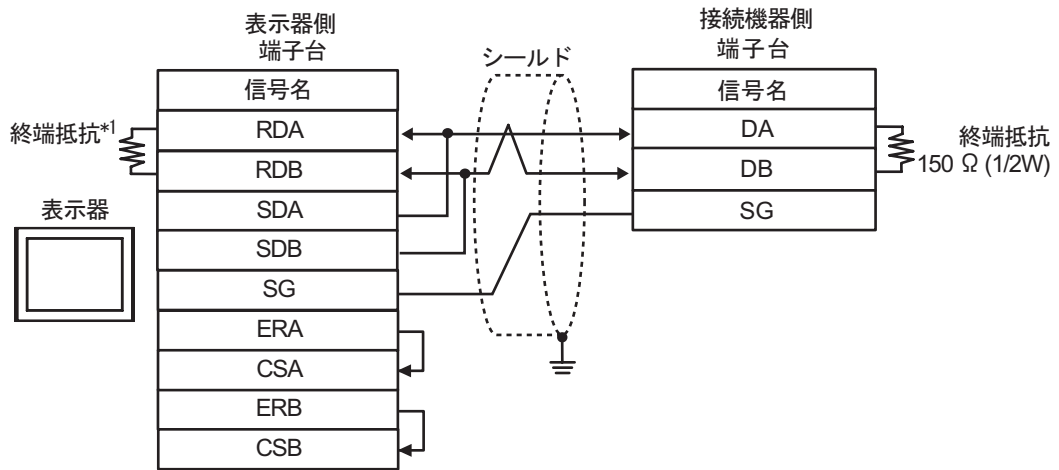 表示器側
端子台
信号名
RDA
RDB
SDA
SDB
SG
ERA
CSA
ERB
CSB
終端抵抗*1
表示器
シールド
接続機器側
端子台
信号名
DA
DB
SG
終端抵抗
150 Ω (1/2W)